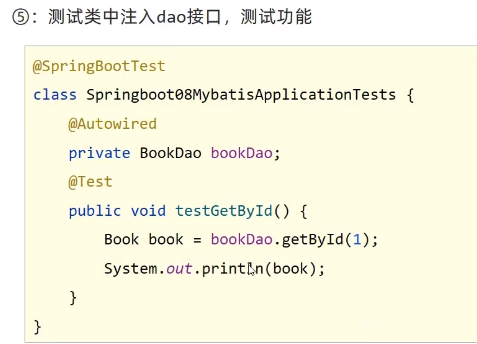 ⑤：测试类中注入dao接口，测试功能
@SpringBootTest
class Springboot08MybatisApplicationTests {
    @Autowired
    private BookDao bookDao;
    @Test
    public void testGetById() {
        Book book = bookDao.getById(1);
        System.out.println(book);
    }
}